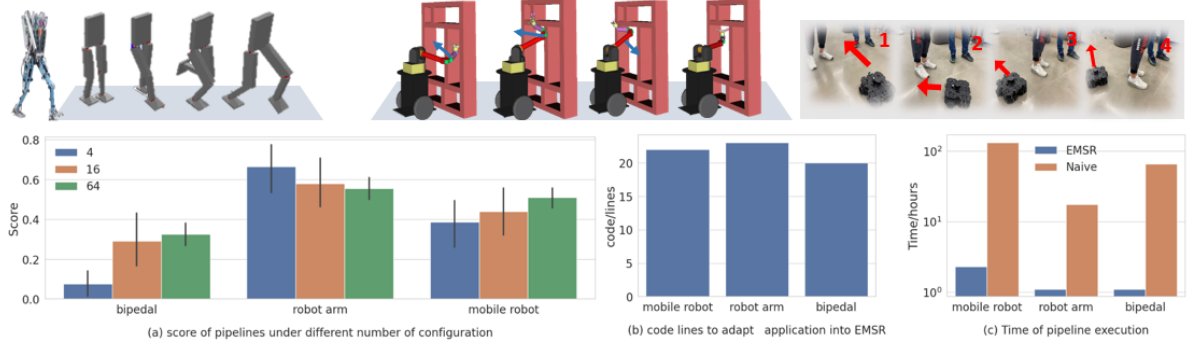 1
2
3
4
0.8
0.6
0.4
0.2
0.0
Score
4
16
64
bipedal
robot arm
mobile robot
(a) score of pipelines under different number of configuration
20
15
10
5
0
code/lines
mobile robot
robot arm
bipedal
(b) code lines to adapt application into EMSR
10²
10¹
10⁰
Time/hours
EMSR
Naive
mobile robot
robot arm
bipedal
(c) Time of pipeline execution